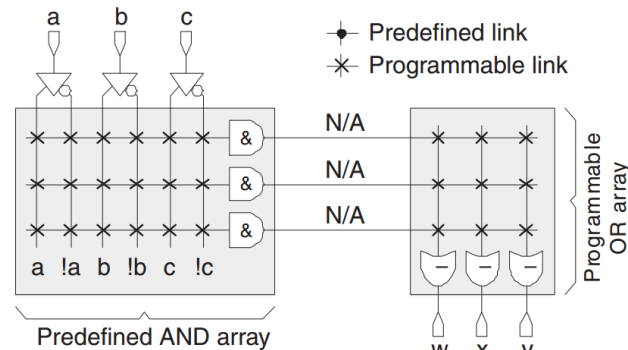 a b c
Predefined link
Programmable link
N/A
&
N/A
&
N/A
&
a !a b !b c !c
Predefined AND array
Programmable
OR array
w x y